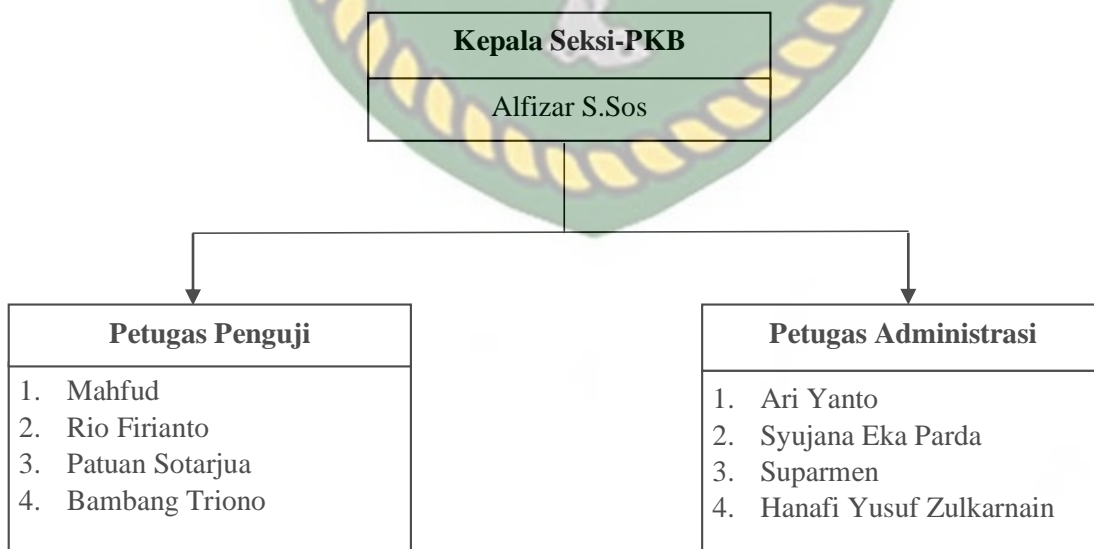 Kepala Seksi-PKB
Alfizar S.Sos
Petugas Penguji
1. Mahfud
2. Rio Firianto
3. Patuan Sotarjua
4. Bambang Triono
Petugas Administrasi
1. Ari Yanto
2. Syujana Eka Parda
3. Suparmen
4. Hanafi Yusuf Zulkarnain